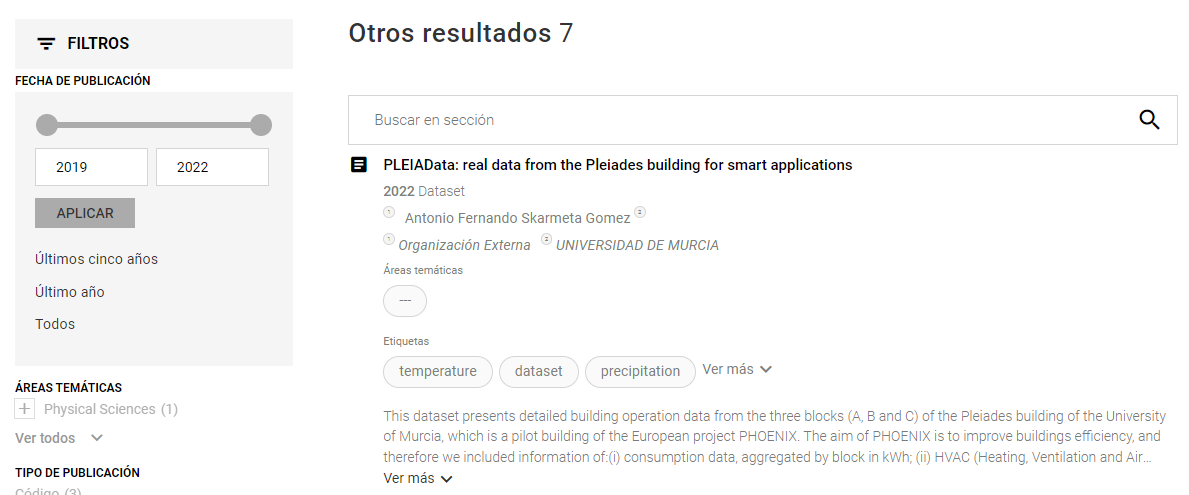 FILTROS
FECHA DE PUBLICACIÓN
2019 2022
APLICAR
Últimos cinco años
Último año
Todos
ÁREAS TEMÁTICAS
Physical Sciences (1)
Ver todos
TIPO DE PUBLICACIÓN
Código (3)
Otros resultados 7
Buscar en sección
PLEIAData: real data from the Pleiades building for smart applications
2022 Dataset
1 Antonio Fernando Skarmeta Gomez 2
1 Organización Externa 2 UNIVERSIDAD DE MURCIA
Áreas temáticas
---
Etiquetas
temperature dataset precipitation Ver más
This dataset presents detailed building operation data from the three blocks (A, B and C) of the Pleiades building of the University
of Murcia, which is a pilot building of the European project PHOENIX. The aim of PHOENIX is to improve buildings efficiency, and
therefore we included information of:(i) consumption data, aggregated by block in kWh; (ii) HVAC (Heating, Ventilation and Air...
Ver más